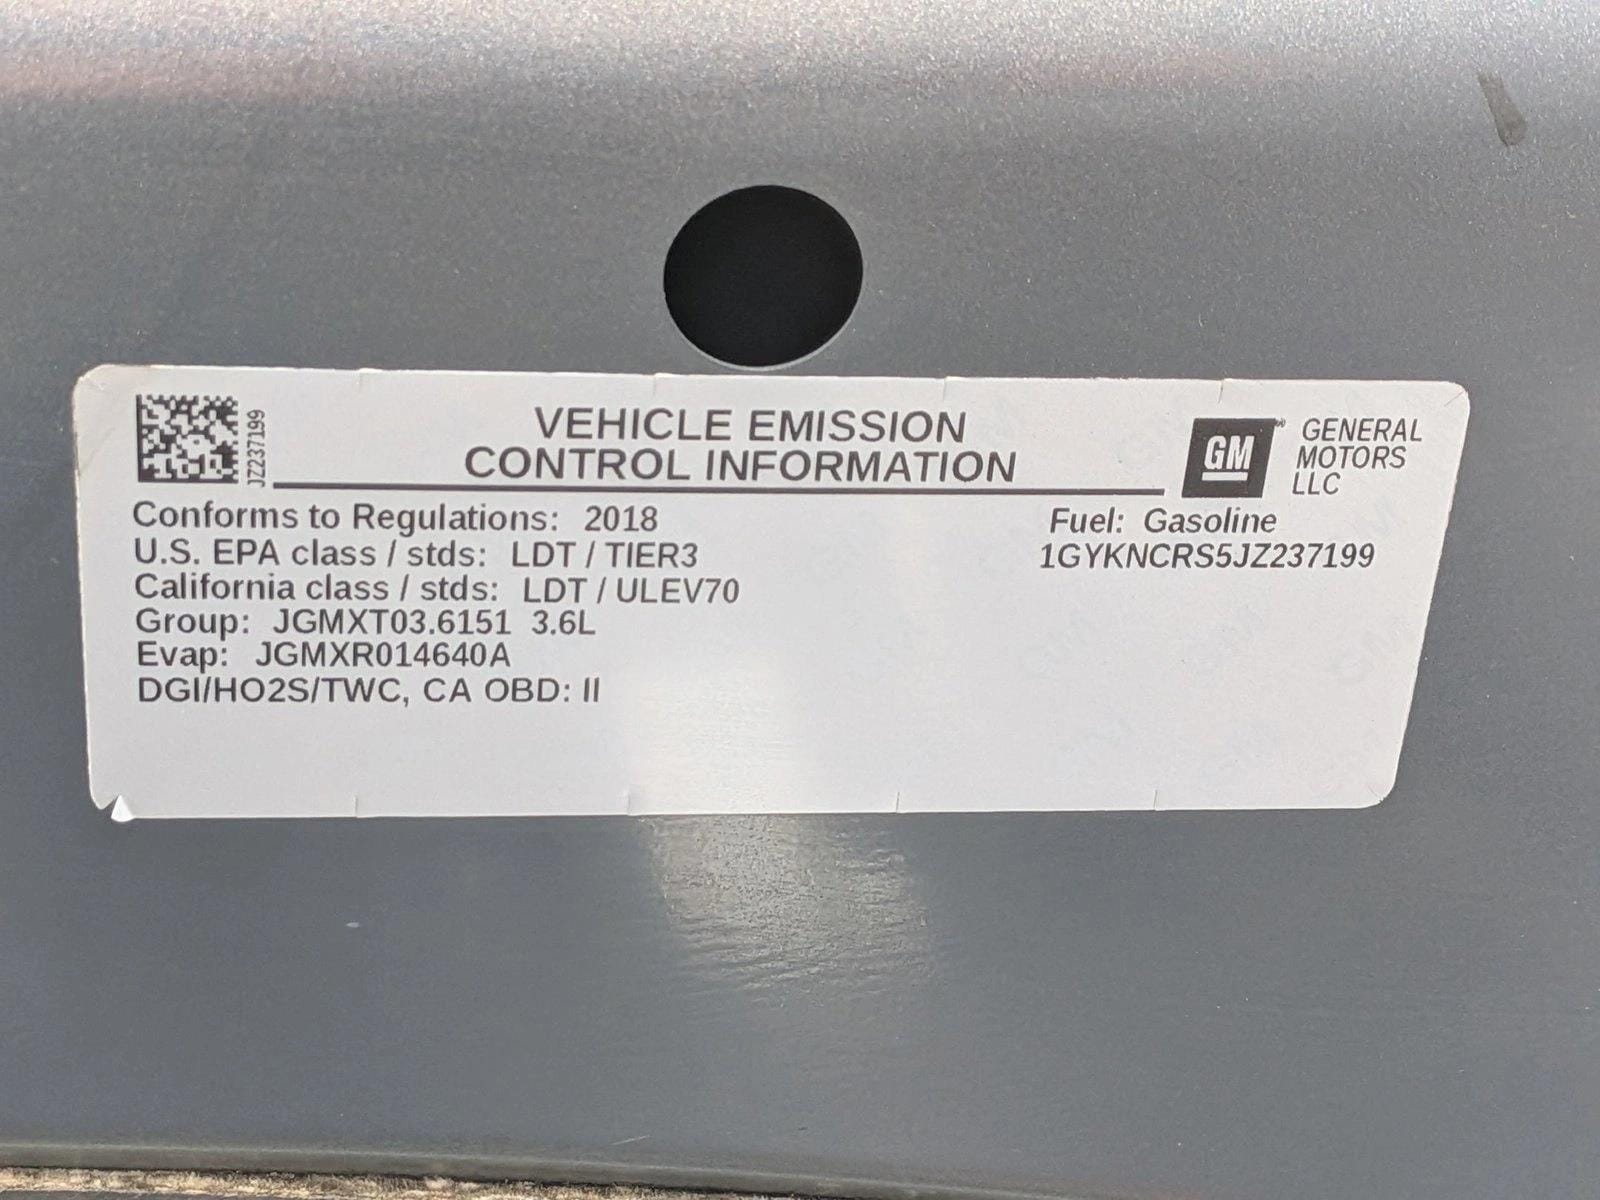 JZ237199
VEHICLE EMISSION
CONTROL INFORMATION
GM
GENERAL
MOTORS
LLC
Conforms to Regulations: 2018
Fuel: Gasoline
U.S. EPA class / stds: LDT / TIER3
1GYKNCRS5JZ237199
California class / stds: LDT / ULEV70
Group: JGMXT03.6151 3.6L
Evap: JGMXR014640A
DGI/HO2S/TWC, CA OBD: II